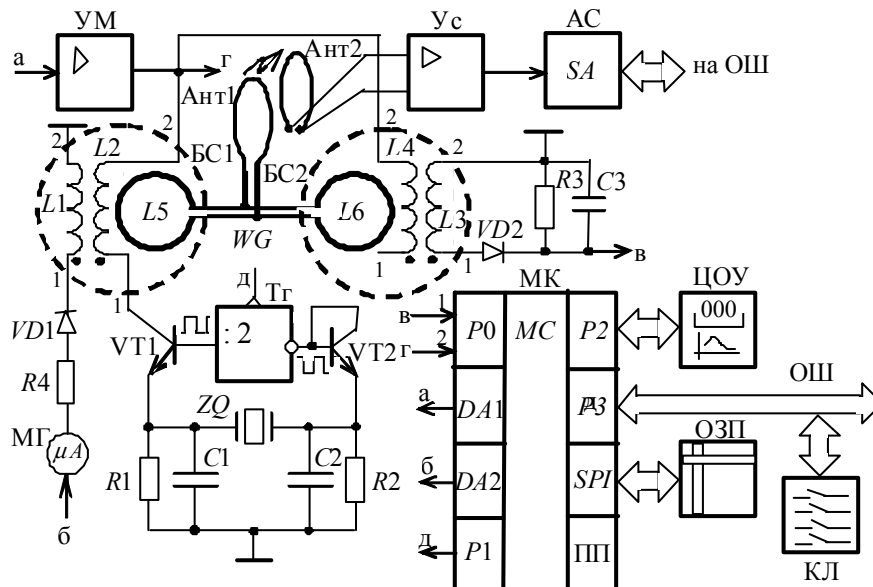 УМ
Ус
АС
а
г
Ант1
Ант2
SA
на ОШ
2
2
L2
БС1
БС2
2
L4
2
L1
L5
WG
L6
L3
R3
C3
VD2
1
1
1
1
в
д
Тг
VD1
VT1
: 2
VT2
R4
МГ
μA
б
ZQ
R1
C1
C2
R2
МК
в
1
г
2
P0
MC
P2
ЦОУ
000
а
DA1
P3
д
ОШ
б
DA2
SPI
ОЗП
д
P1
ПП
КЛ